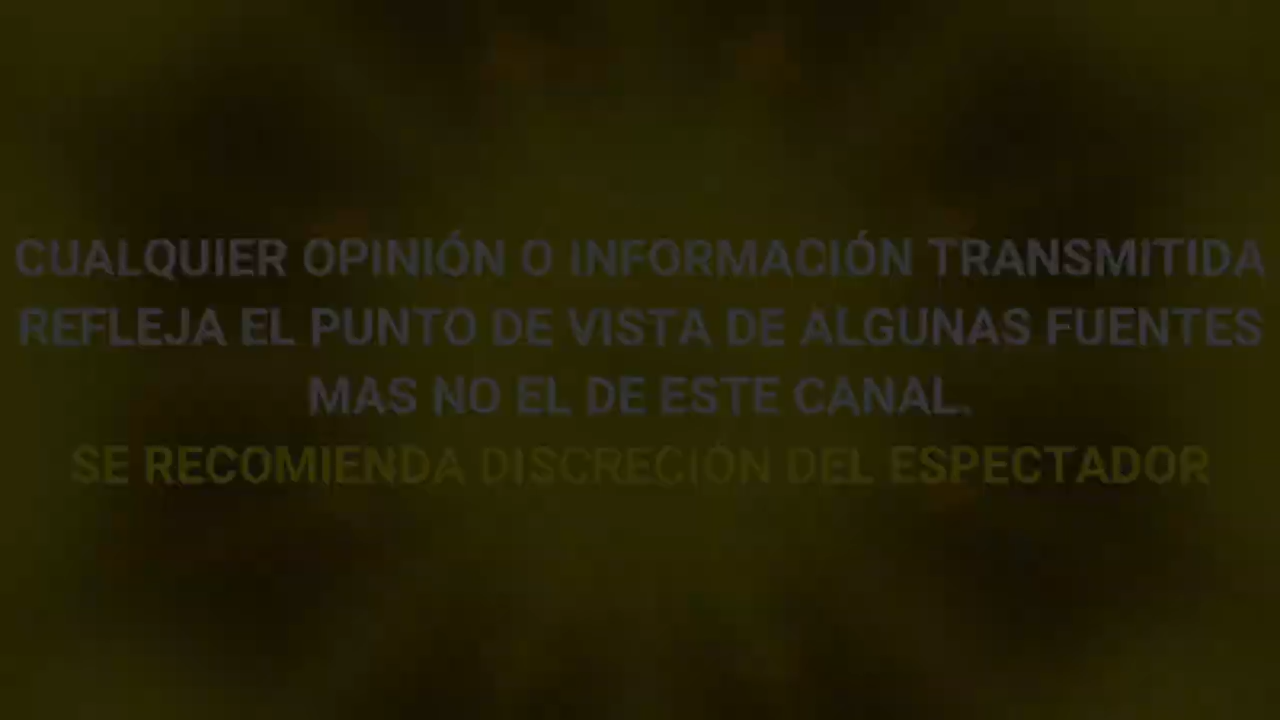 CUALQUIER OPINIÓN O INFORMACIÓN TRANSMITIDA
REFLEJA EL PUNTO DE VISTA DE ALGUNAS FUENTES
MAS NO EL DE ESTE CANAL.
SE RECOMIENDA DISCRECIÓN DEL ESPECTADOR